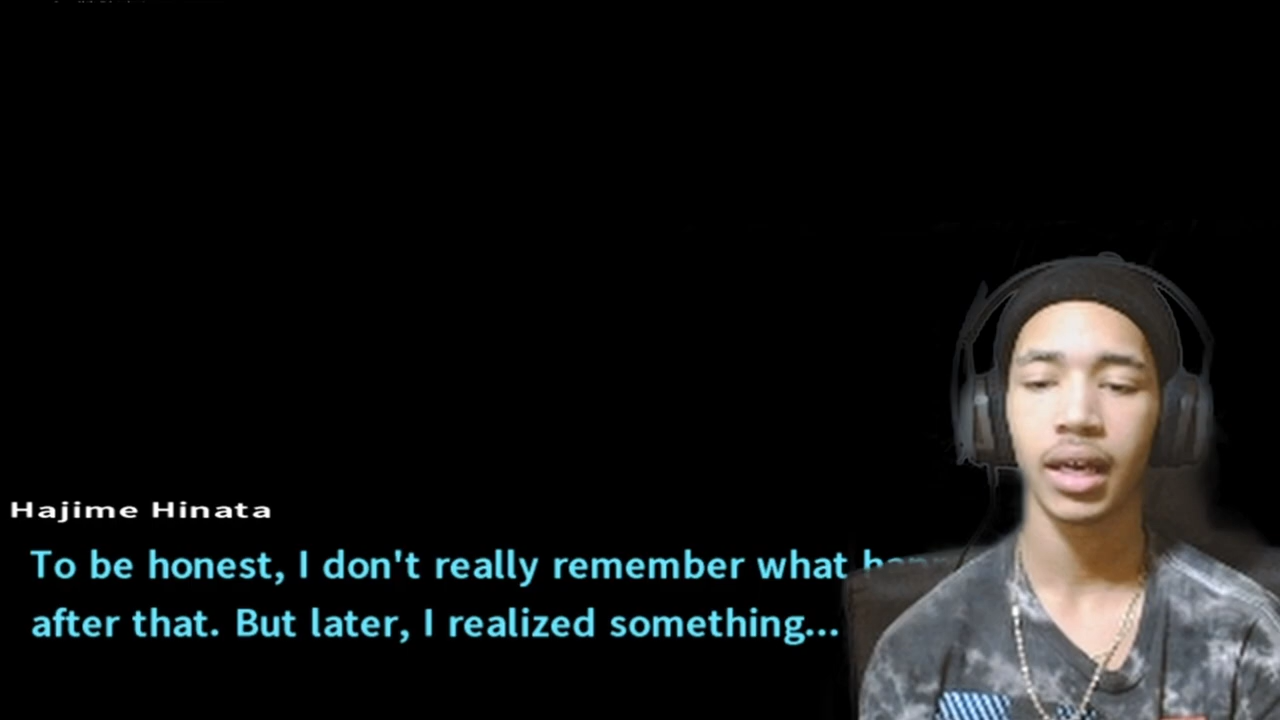 Hajime Hinata
To be honest, I don't really remember what
after that. But later, I realized something...